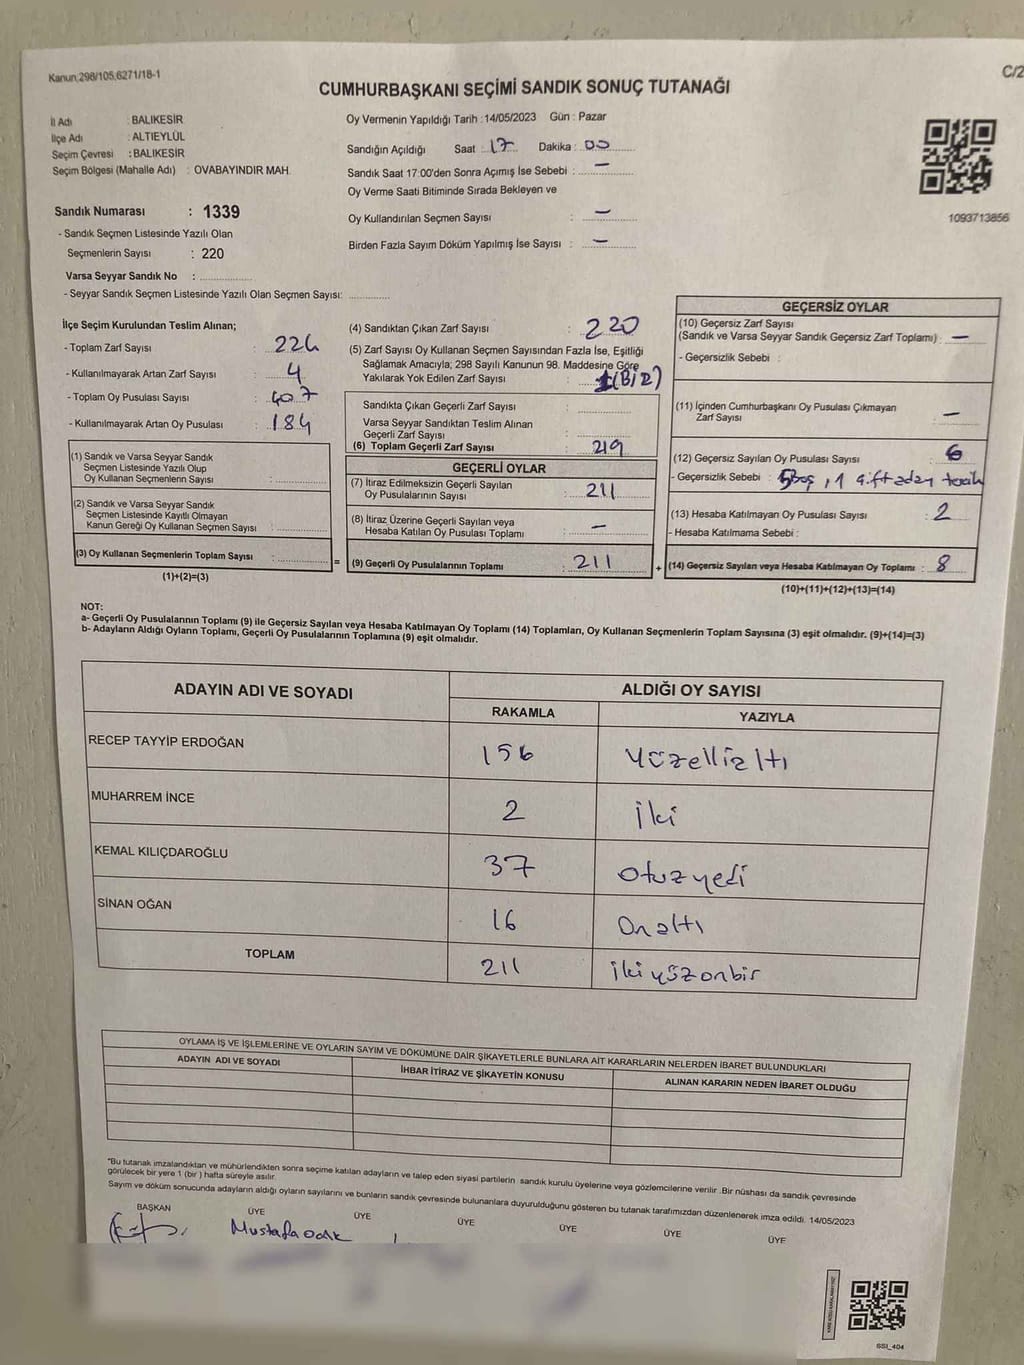 Kanun;298/105,6271/18-1
C/2
CUMHURBAŞKANI SEÇİMİ SANDIK SONUÇ TUTANAĞI
İl Adı : BALIKESİR
İlçe Adı : ALTIEYLÜL
Seçim Çevresi : BALIKESİR
Seçim Bölgesi (Mahalle Adı) : OVABAYINDIR MAH.
Sandık Numarası : 1339
- Sandık Seçmen Listesinde Yazılı Olan
Seçmenlerin Sayısı : 220
Varsa Seyyar Sandık No :
- Seyyar Sandık Seçmen Listesinde Yazılı Olan Seçmen Sayısı:
Oy Vermenin Yapıldığı Tarih :14/05/2023 Gün : Pazar
Sandığın Açıldığı Saat : 17 Dakika : 00
Sandık Saat 17:00'den Sonra Açımış İse Sebebi : —
Oy Verme Saati Bitiminde Sırada Bekleyen ve
Oy Kullandırılan Seçmen Sayısı : —
Birden Fazla Sayım Döküm Yapılmış İse Sayısı : —
1093713856
İlçe Seçim Kurulundan Teslim Alınan;
- Toplam Zarf Sayısı : 224
- Kullanılmayarak Artan Zarf Sayısı : 4
- Toplam Oy Pusulası Sayısı : 407
- Kullanılmayarak Artan Oy Pusulası : 184
(1) Sandık ve Varsa Seyyar Sandık
Seçmen Listesinde Yazılı Olup
Oy Kullanan Seçmenlerin Sayısı :
(2) Sandık ve Varsa Seyyar Sandık
Seçmen Listesinde Kayıtlı Olmayan
Kanun Gereği Oy Kullanan Seçmen Sayısı :
(3) Oy Kullanan Seçmenlerin Toplam Sayısı :
(1)+(2)=(3)
(4) Sandıktan Çıkan Zarf Sayısı : 220
(5) Zarf Sayısı Oy Kullanan Seçmen Sayısından Fazla İse, Eşitliği
Sağlamak Amacıyla; 298 Sayılı Kanunun 98. Maddesine Göre
Yakılarak Yok Edilen Zarf Sayısı : 1(BİR)
Sandıkta Çıkan Geçerli Zarf Sayısı :
Varsa Seyyar Sandıktan Teslim Alınan
Geçerli Zarf Sayısı :
(6) Toplam Geçerli Zarf Sayısı : 219
GEÇERLİ OYLAR
(7) İtiraz Edilmeksizin Geçerli Sayılan
Oy Pusulalarının Sayısı : 211
(8) İtiraz Üzerine Geçerli Sayılan veya
Hesaba Katılan Oy Pusulası Toplamı : —
= (9) Geçerli Oy Pusulalarının Toplamı : 211
GEÇERSİZ OYLAR
(10) Geçersiz Zarf Sayısı
(Sandık ve Varsa Seyyar Sandık Geçersiz Zarf Toplamı) : —
- Geçersizlik Sebebi :
(11) İçinden Cumhurbaşkanı Oy Pusulası Çıkmayan
Zarf Sayısı : —
(12) Geçersiz Sayılan Oy Pusulası Sayısı : 6
- Geçersizlik Sebebi : 5Boş, 1 çift adam tercih
(13) Hesaba Katılmayan Oy Pusulası Sayısı : 2
- Hesaba Katılmama Sebebi :
+ (14) Geçersiz Sayılan veya Hesaba Katılmayan Oy Toplamı : 8
(10)+(11)+(12)+(13)=(14)
NOT:
a- Geçerli Oy Pusulalarının Toplamı (9) ile Geçersiz Sayılan veya Hesaba Katılmayan Oy Toplamı (14) Toplamları, Oy Kullanan Seçmenlerin Toplam Sayısına (3) eşit olmalıdır. (9)+(14)=(3)
b- Adayların Aldığı Oyların Toplamı, Geçerli Oy Pusulalarının Toplamına (9) eşit olmalıdır.
ADAYIN ADI VE SOYADI ALDIĞI OY SAYISI
RAKAMLA YAZIYLA
RECEP TAYYİP ERDOĞAN 156 Yüzellialtı
MUHARREM İNCE 2 İki
KEMAL KILIÇDAROĞLU 37 Otuzyedi
SİNAN OĞAN 16 Onaltı
TOPLAM 211 ikiyüzonbir
OYLAMA İŞ VE İŞLEMLERİNE VE OYLARIN SAYIM VE DÖKÜMÜNE DAİR ŞİKAYETLERLE BUNLARA AİT KARARLARIN NELERDEN İBARET BULUNDUKLARI
ADAYIN ADI VE SOYADI İHBAR İTİRAZ VE ŞİKAYETİN KONUSU ALINAN KARARIN NEDEN İBARET OLDUĞU
*Bu tutanak imzalandıktan ve mühürlendikten sonra seçime katılan adayların ve talep eden siyasi partilerin sandık kurulu üyelerine veya gözlemcilerine verilir .Bir nüshası da sandık çevresinde
görülecek bir yere 1 (bir ) hafta süreyle asılır.
Sayım ve döküm sonucunda adayların aldığı oyların sayılarını ve bunların sandık çevresinde bulunanlara duyurulduğunu gösteren bu tutanak tarafımızdan düzenlenerek imza edildi. 14/05/2023
BAŞKAN ÜYE ÜYE ÜYE ÜYE ÜYE ÜYE
Mustafa
SSI_404